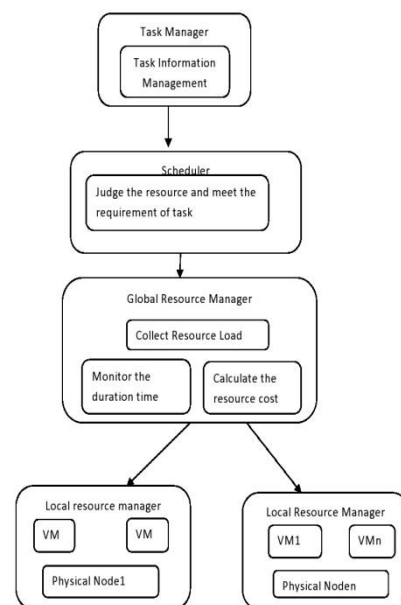 Task Manager
Task Information
Management
Scheduler
Judge the resource and meet the
requirement of task
Global Resource Manager
Collect Resource Load
Monitor the
duration time
Calculate the
resource cost
Local resource manager
VM
VM
Physical Node1
Local Resource Manager
VM1
VMn
Physical Noden